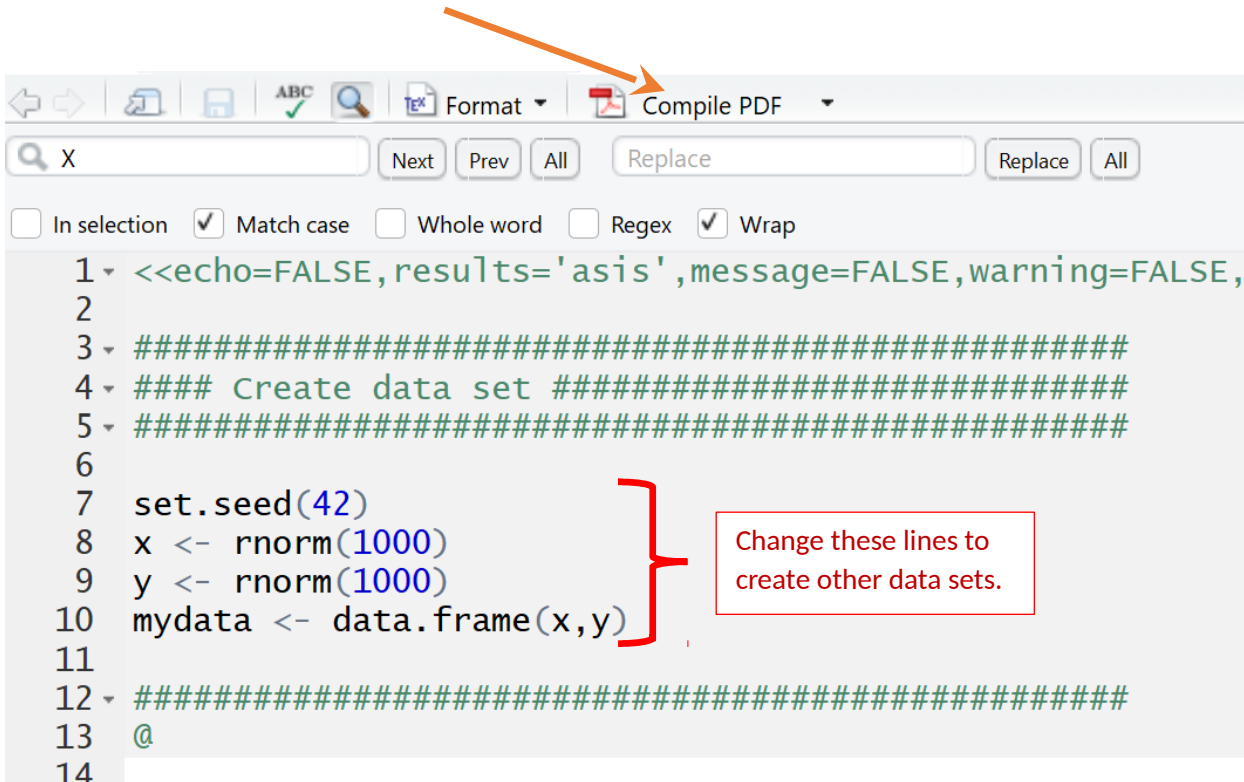 ABC TEX Format Compile PDF
X Next Prev All Replace Replace All
In selection Match case Whole word Regex Wrap
1 <<echo=FALSE,results='asis',message=FALSE,warning=FALSE,
2
3 ##################################################
4 #### Create data set #############################
5 ##################################################
6
7 set.seed(42)
8 x <- rnorm(1000)
9 y <- rnorm(1000)
10 mydata <- data.frame(x,y)
Change these lines to
create other data sets.
11
12 ##################################################
13 @
14